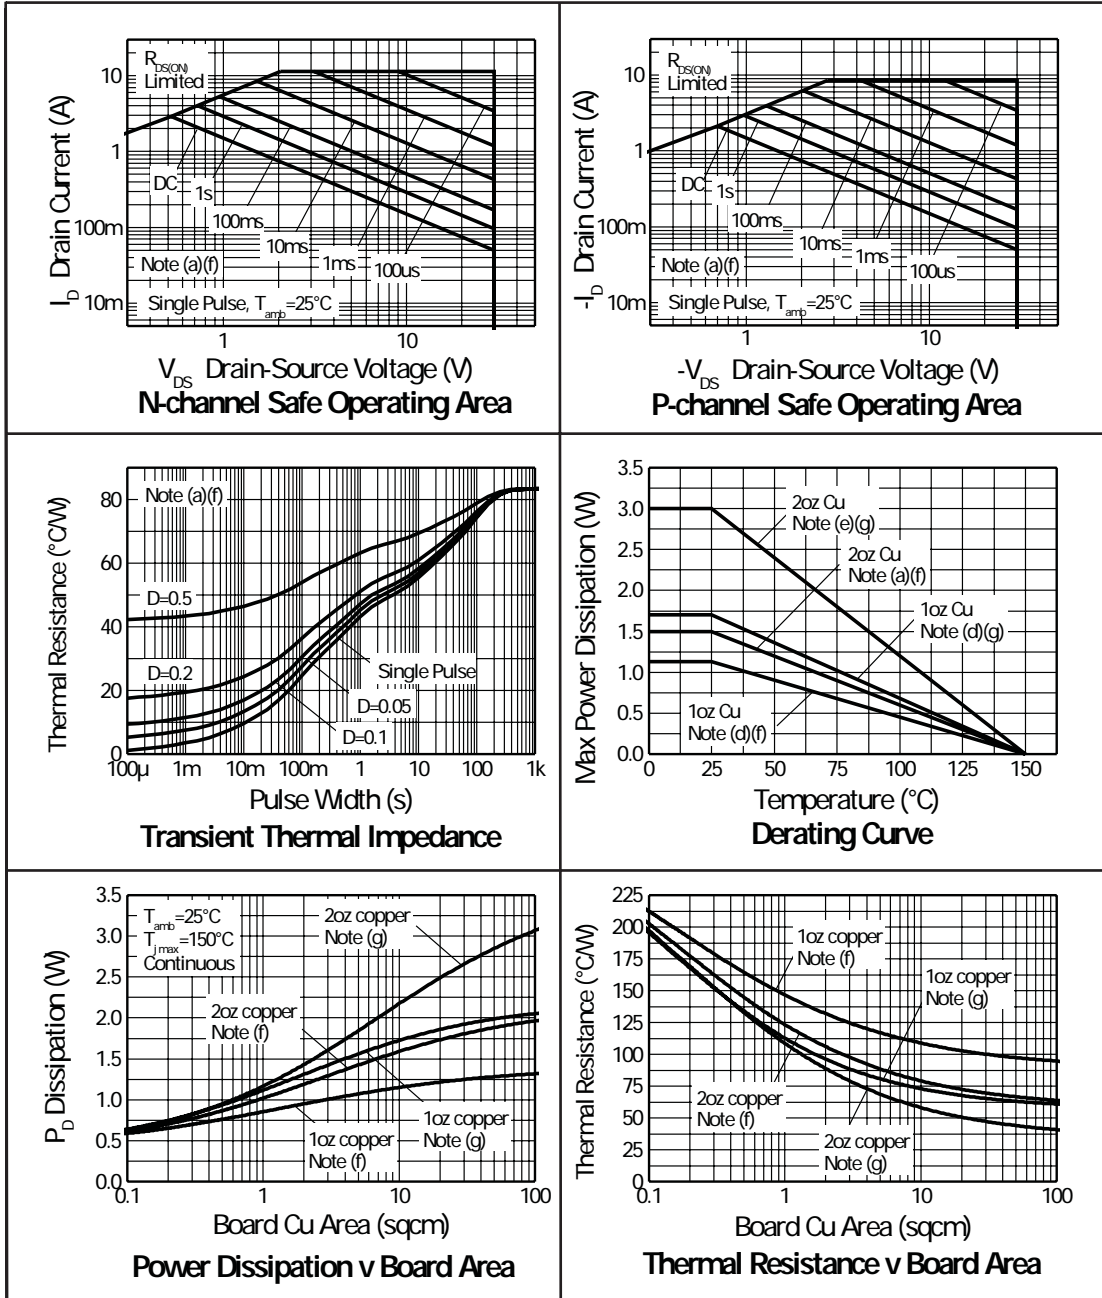 R DS(ON)
Limited
10
1
100m
10m
DC
1s
100ms
10ms
1ms
100us
Note (a)(f)
Single Pulse, T amb =25°C
1
10
I D Drain Current (A)
V DS Drain-Source Voltage (V)
N-channel Safe Operating Area
R DS(ON)
Limited
10
1
100m
10m
DC
1s
100ms
10ms
1ms
100us
Note (a)(f)
Single Pulse, T amb =25°C
1
10
-I D Drain Current (A)
-V DS Drain-Source Voltage (V)
P-channel Safe Operating Area
80
60
40
20
0
Note (a)(f)
D=0.5
D=0.2
Single Pulse
D=0.05
D=0.1
100µ
1m
10m
100m
1
10
100
1k
Thermal Resistance (°C/W)
Pulse Width (s)
Transient Thermal Impedance
3.5
3.0
2.5
2.0
1.5
1.0
0.5
0.0
2oz Cu
Note (e)(g)
2oz Cu
Note (a)(f)
1oz Cu
Note (d)(g)
1oz Cu
Note (d)(f)
0
25
50
75
100
125
150
Max Power Dissipation (W)
Temperature (°C)
Derating Curve
3.5
3.0
2.5
2.0
1.5
1.0
0.5
0.0
T amb =25°C
T j max =150°C
Continuous
2oz copper
Note (g)
2oz copper
Note (f)
1oz copper
Note (f)
1oz copper
Note (g)
0.1
1
10
100
P D Dissipation (W)
Board Cu Area (sqcm)
Power Dissipation v Board Area
225
200
175
150
125
100
75
50
25
0
1oz copper
Note (f)
1oz copper
Note (g)
2oz copper
Note (f)
2oz copper
Note (g)
0.1
1
10
100
Thermal Resistance (°C/W)
Board Cu Area (sqcm)
Thermal Resistance v Board Area